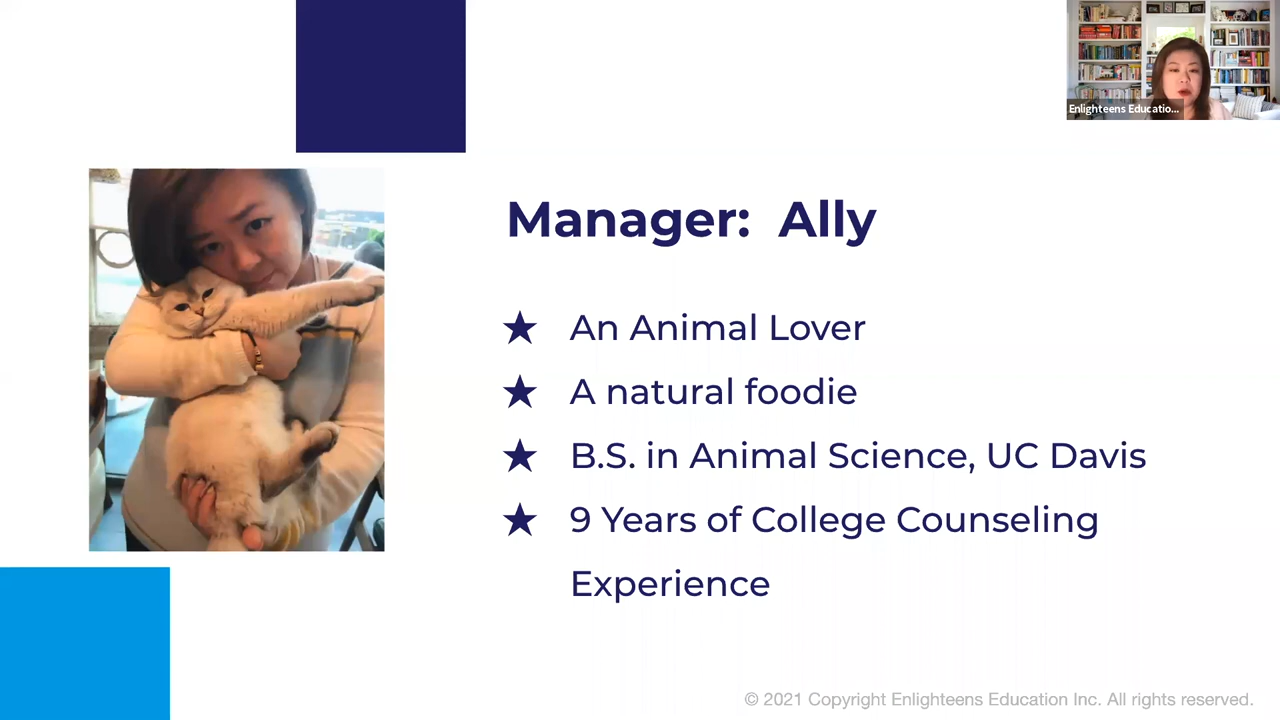 Enlighteens Educatio...
Manager: Ally
★ An Animal Lover
★ A natural foodie
★ B.S. in Animal Science, UC Davis
★ 9 Years of College Counseling
Experience
© 2021 Copyright Enlighteens Education Inc. All rights reserved.